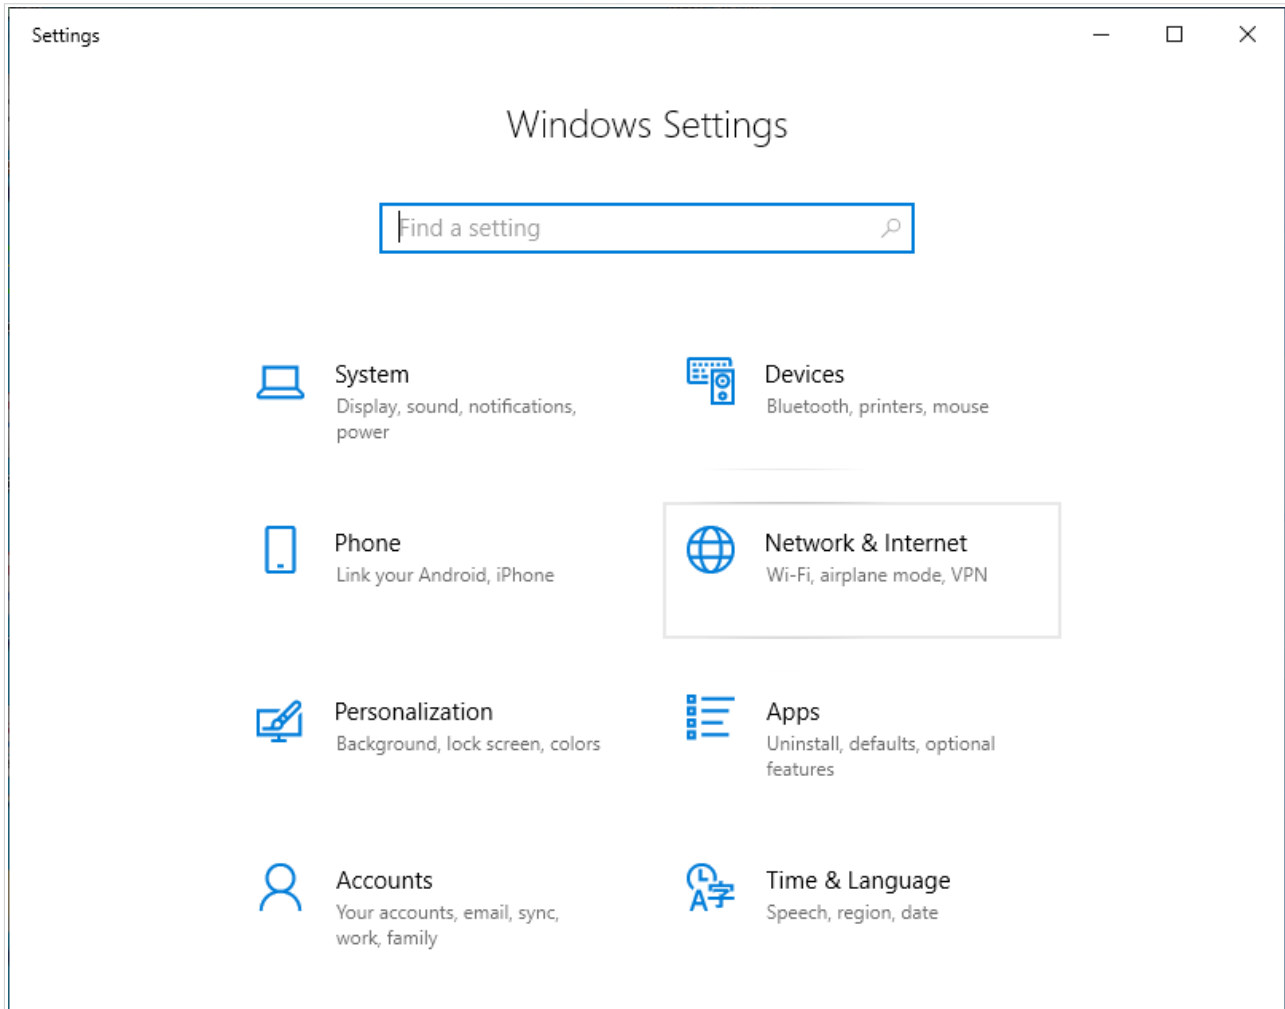 Settings
Windows Settings
Find a setting
System
Display, sound, notifications,
power
Devices
Bluetooth, printers, mouse
Phone
Link your Android, iPhone
Network & Internet
Wi-Fi, airplane mode, VPN
Personalization
Background, lock screen, colors
Apps
Uninstall, defaults, optional
features
Accounts
Your accounts, email, sync,
work, family
Time & Language
Speech, region, date